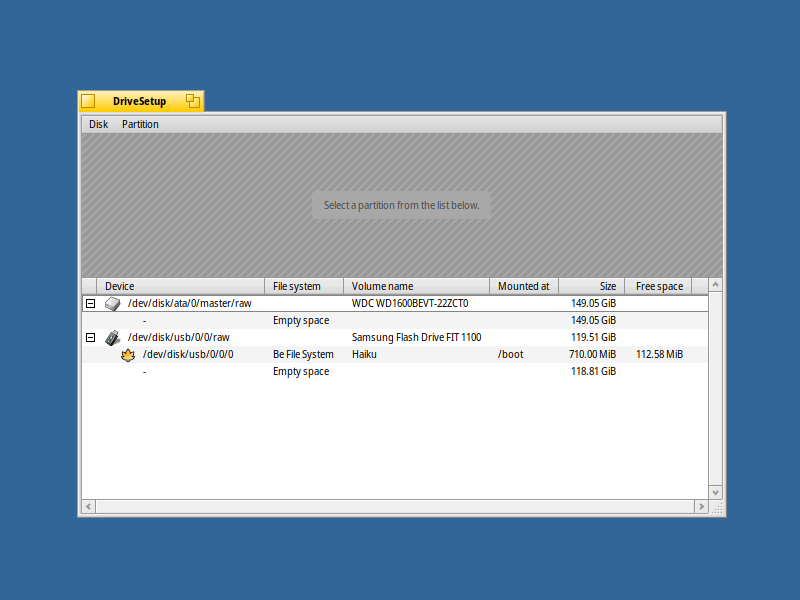 DriveSetup
Disk Partition
Select a partition from the list below.
Device File system Volume name Mounted at Size Free space
/dev/disk/ata/0/master/raw WDC WD1600BEVT-22ZCT0 149.05 GiB
- Empty space 149.05 GiB
/dev/disk/usb/0/0/raw Samsung Flash Drive FIT 1100 119.51 GiB
/dev/disk/usb/0/0/0 Be File System Haiku /boot 710.00 MiB 112.58 MiB
- Empty space 118.81 GiB